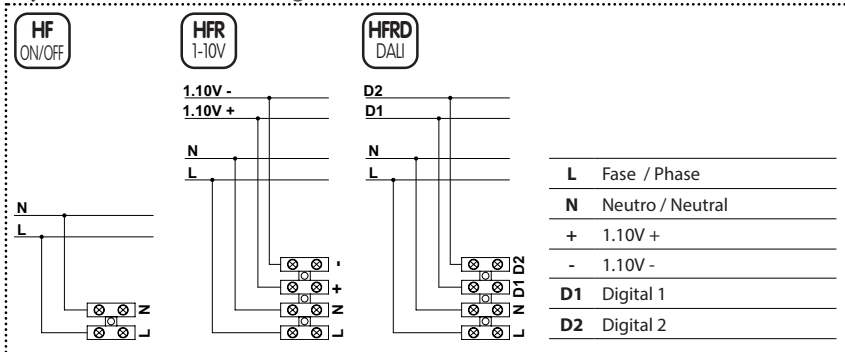 HF
ON/OFF
HFR
1-10V
HFRD
DALI
N
L
N
L
1.10V -
1.10V +
N
L
-
+
N
L
D2
D1
N
L
D2
D1
N
L
L Fase / Phase
N Neutro / Neutral
+ 1.10V +
- 1.10V -
D1 Digital 1
D2 Digital 2